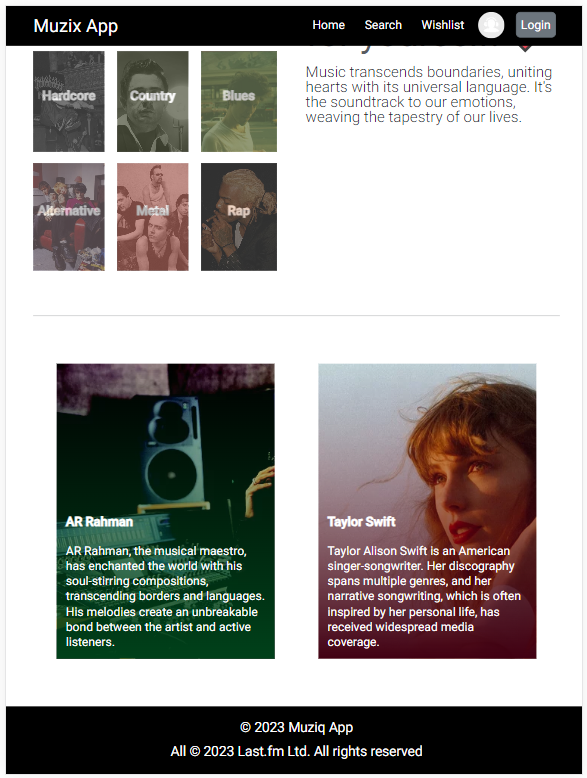 Muzix App
Home Search Wishlist Login
Hardcore Country Blues
Music transcends boundaries, uniting
hearts with its universal language. It's
the soundtrack to our emotions,
weaving the tapestry of our lives.
Alternative Metal Rap
AR Rahman
AR Rahman, the musical maestro,
has enchanted the world with his
soul-stirring compositions,
transcending borders and languages.
His melodies create an unbreakable
bond between the artist and active
listeners.
Taylor Swift
Taylor Alison Swift is an American
singer-songwriter. Her discography
spans multiple genres, and her
narrative songwriting, which is often
inspired by her personal life, has
received widespread media
coverage.
© 2023 Muziq App
All © 2023 Last.fm Ltd. All rights reserved